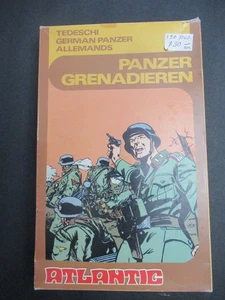 TEDESCHI
GERMAN PANZER
ALLEMANDS
PANZER
GRENADIEREN
ATLANTIC